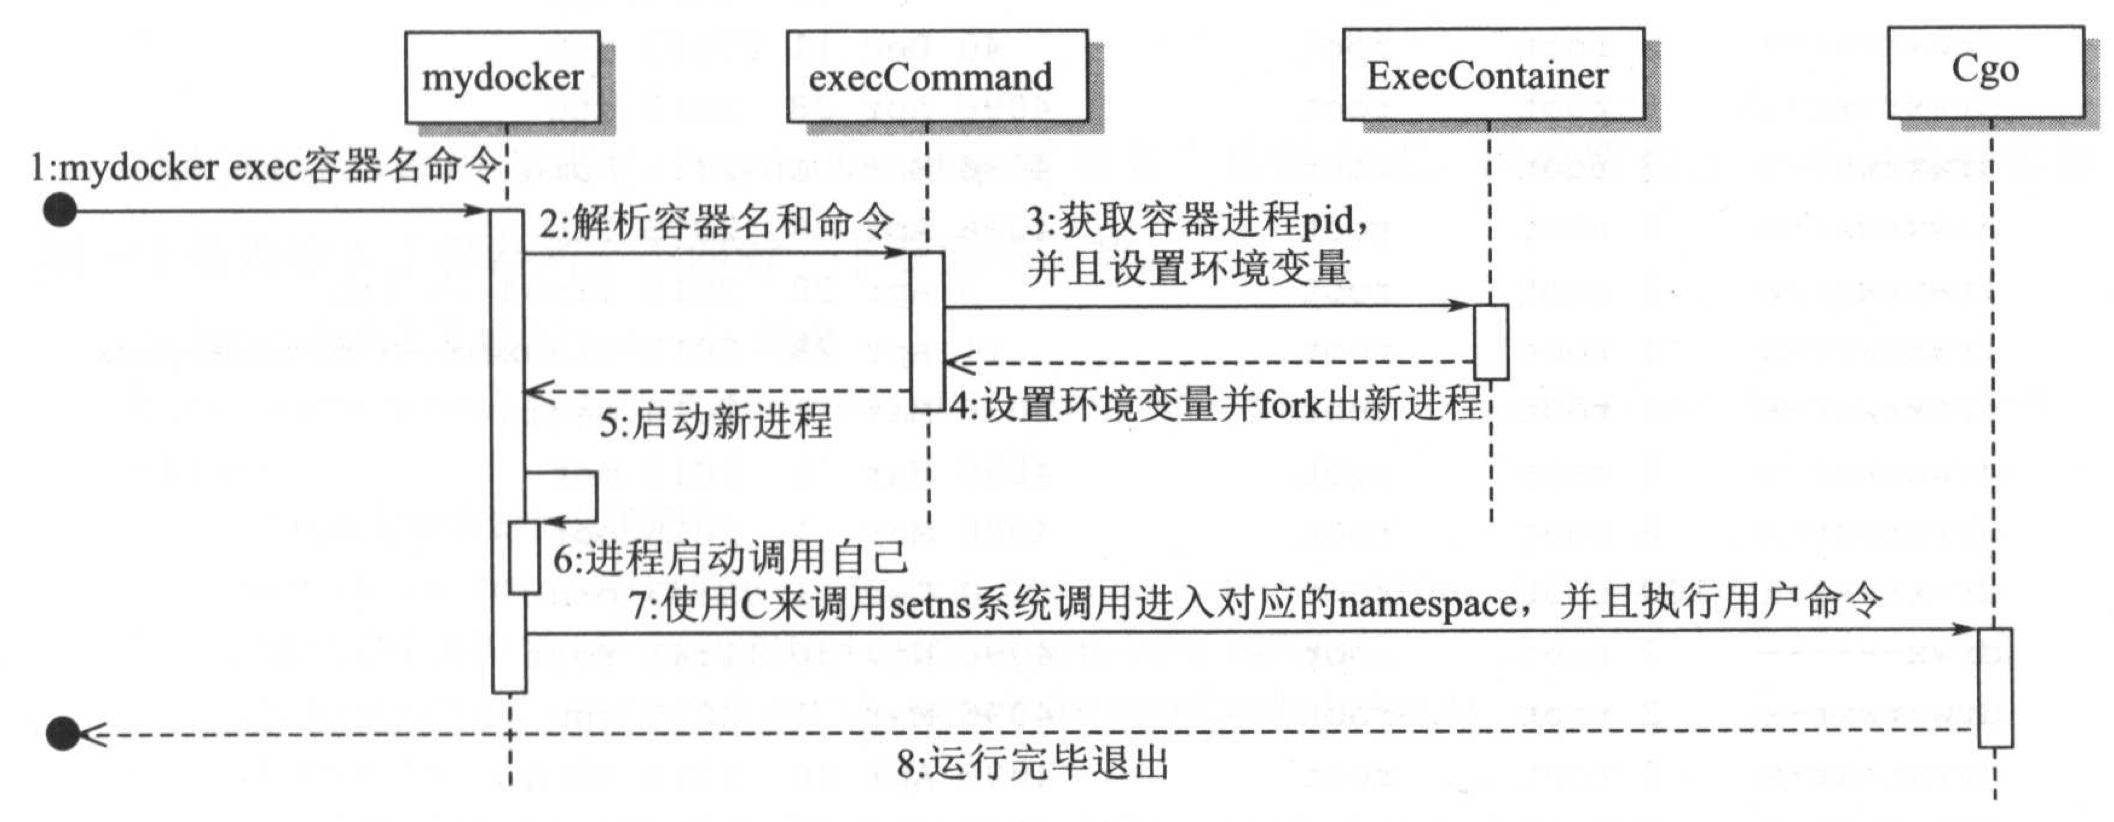 mydocker
execCommand
ExecContainer
Cgo
1:mydocker exec容器名命令
2:解析容器名和命令
3:获取容器进程pid,
并且设置环境变量
4:设置环境变量并fork出新进程
5:启动新进程
6:进程启动调用自己
7:使用C来调用setns系统调用进入对应的namespace，并且执行用户命令
8:运行完毕退出